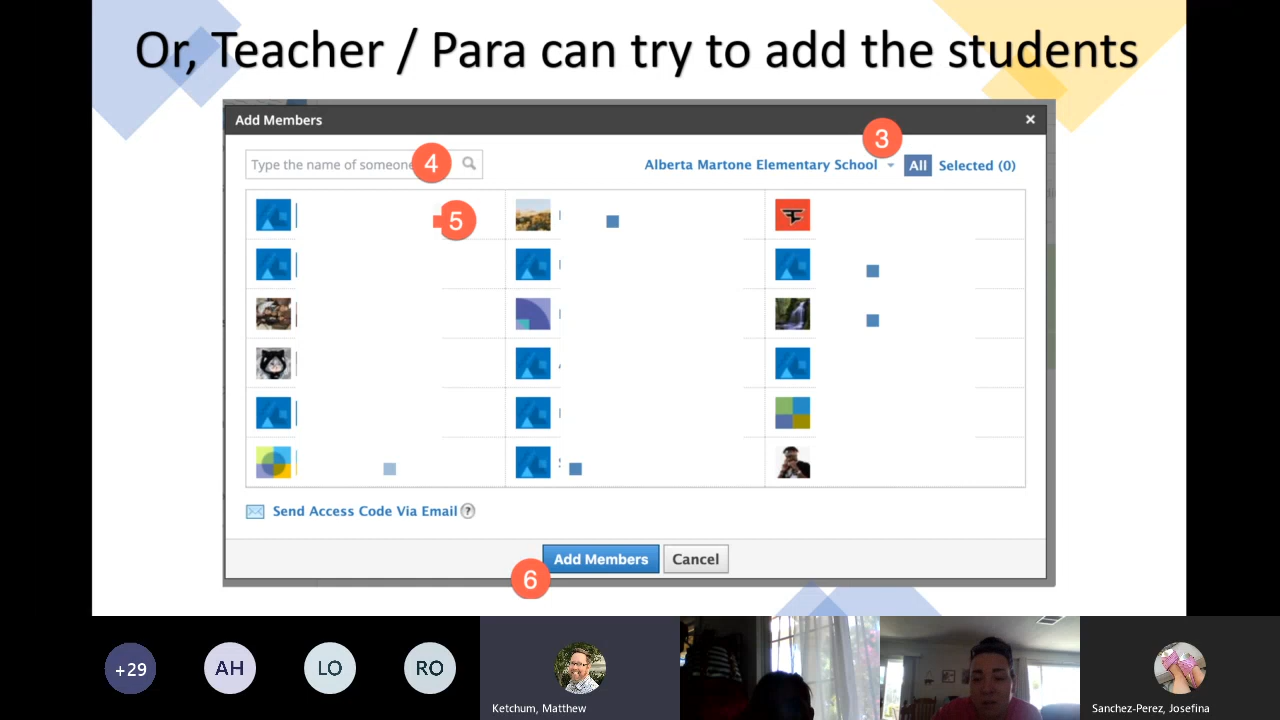 Or, Teacher / Para can try to add the students
Add Members
3
Type the name of someone
4
Alberta Martone Elementary School
All
Selected (0)
5
Send Access Code Via Email
?
Add Members
Cancel
6
+29
AH
LO
RO
Ketchum, Matthew
Sanchez-Perez, Josefina